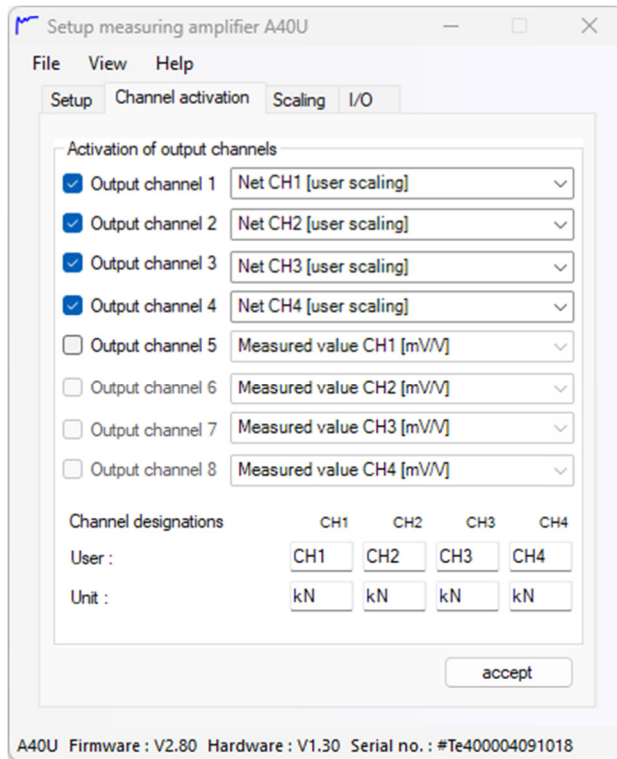 Setup measuring amplifier A40U
File View Help
Setup Channel activation Scaling I/O
Activation of output channels
Output channel 1 Net CH1 [user scaling]
Output channel 2 Net CH2 [user scaling]
Output channel 3 Net CH3 [user scaling]
Output channel 4 Net CH4 [user scaling]
Output channel 5 Measured value CH1 [mV/V]
Output channel 6 Measured value CH2 [mV/V]
Output channel 7 Measured value CH3 [mV/V]
Output channel 8 Measured value CH4 [mV/V]
Channel designations CH1 CH2 CH3 CH4
User : CH1 CH2 CH3 CH4
Unit : kN kN kN kN
accept
A40U Firmware : V2.80 Hardware : V1.30 Serial no. : #Te400004091018